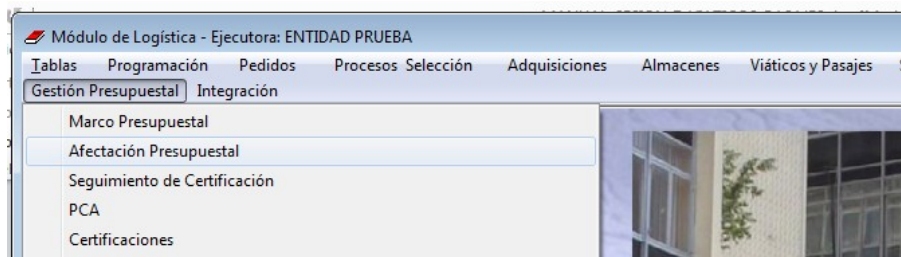 Módulo de Logística - Ejecutora: ENTIDAD PRUEBA
Tablas Programación Pedidos Procesos Selección Adquisiciones Almacenes Viáticos y Pasajes
Gestión Presupuestal Integración
Marco Presupuestal
Afectación Presupuestal
Seguimiento de Certificación
PCA
Certificaciones